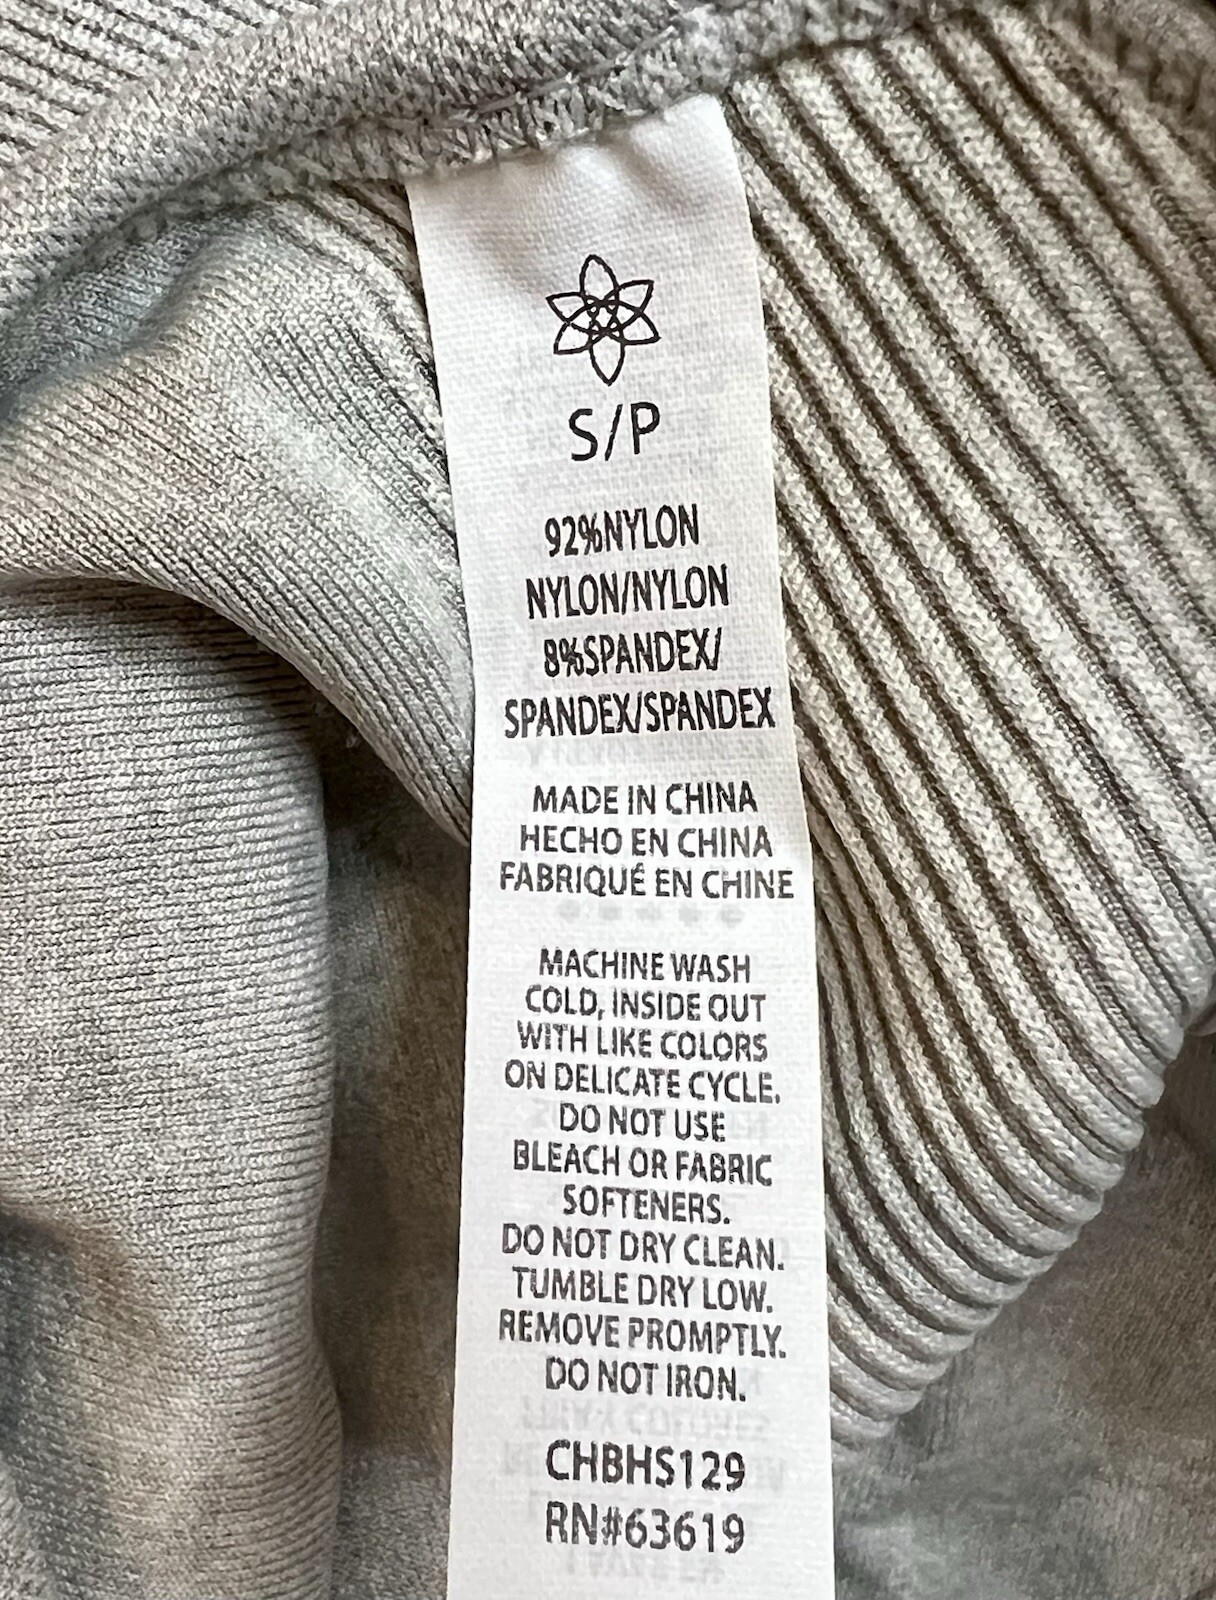 S/P
92%NYLON
NYLON/NYLON
8%SPANDEX/
SPANDEX/SPANDEX
MADE IN CHINA
HECHO EN CHINA
FABRIQUÉ EN CHINE
MACHINE WASH
COLD, INSIDE OUT
WITH LIKE COLORS
ON DELICATE CYCLE.
DO NOT USE
BLEACH OR FABRIC
SOFTENERS.
DO NOT DRY CLEAN.
TUMBLE DRY LOW.
REMOVE PROMPTLY.
DO NOT IRON.
CHBHS129
RN#63619